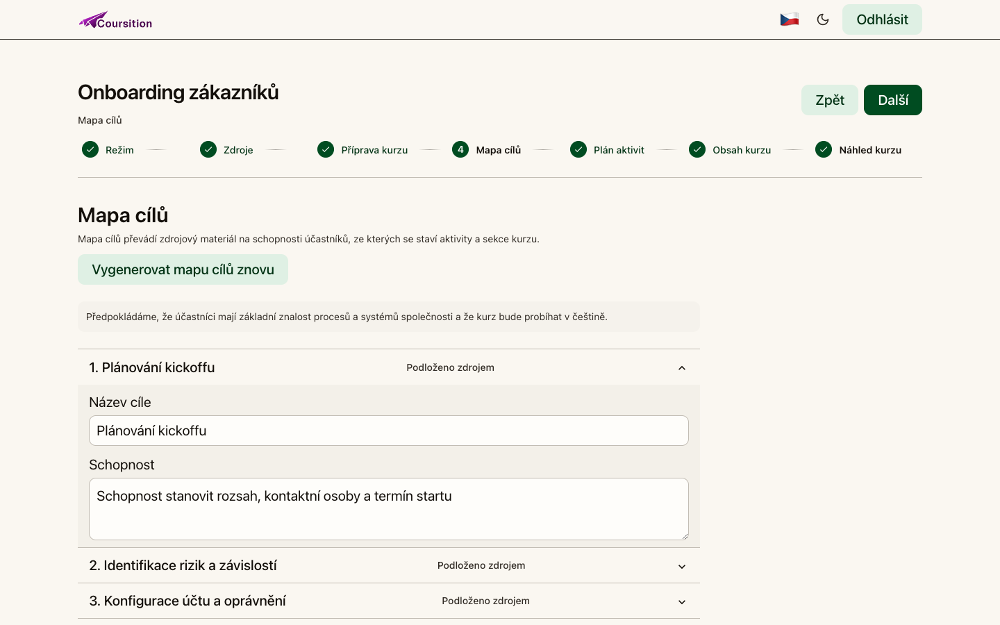 Coursition
Odhlásit
Onboarding zákazníků
Zpět
Další
Mapa cílů
Režim
Zdroje
Příprava kurzu
4 Mapa cílů
Plán aktivit
Obsah kurzu
Náhled kurzu
Mapa cílů
Mapa cílů převádí zdrojový materiál na schopnosti účastníků, ze kterých se staví aktivity a sekce kurzu.
Vygenerovat mapu cílů znovu
Předpokládáme, že účastníci mají základní znalost procesů a systémů společnosti a že kurz bude probíhat v češtině.
1. Plánování kickoffu Podloženo zdrojem
Název cíle
Plánování kickoffu
Schopnost
Schopnost stanovit rozsah, kontaktní osoby a termín startu
2. Identifikace rizik a závislostí Podloženo zdrojem
3. Konfigurace účtu a oprávnění Podloženo zdrojem